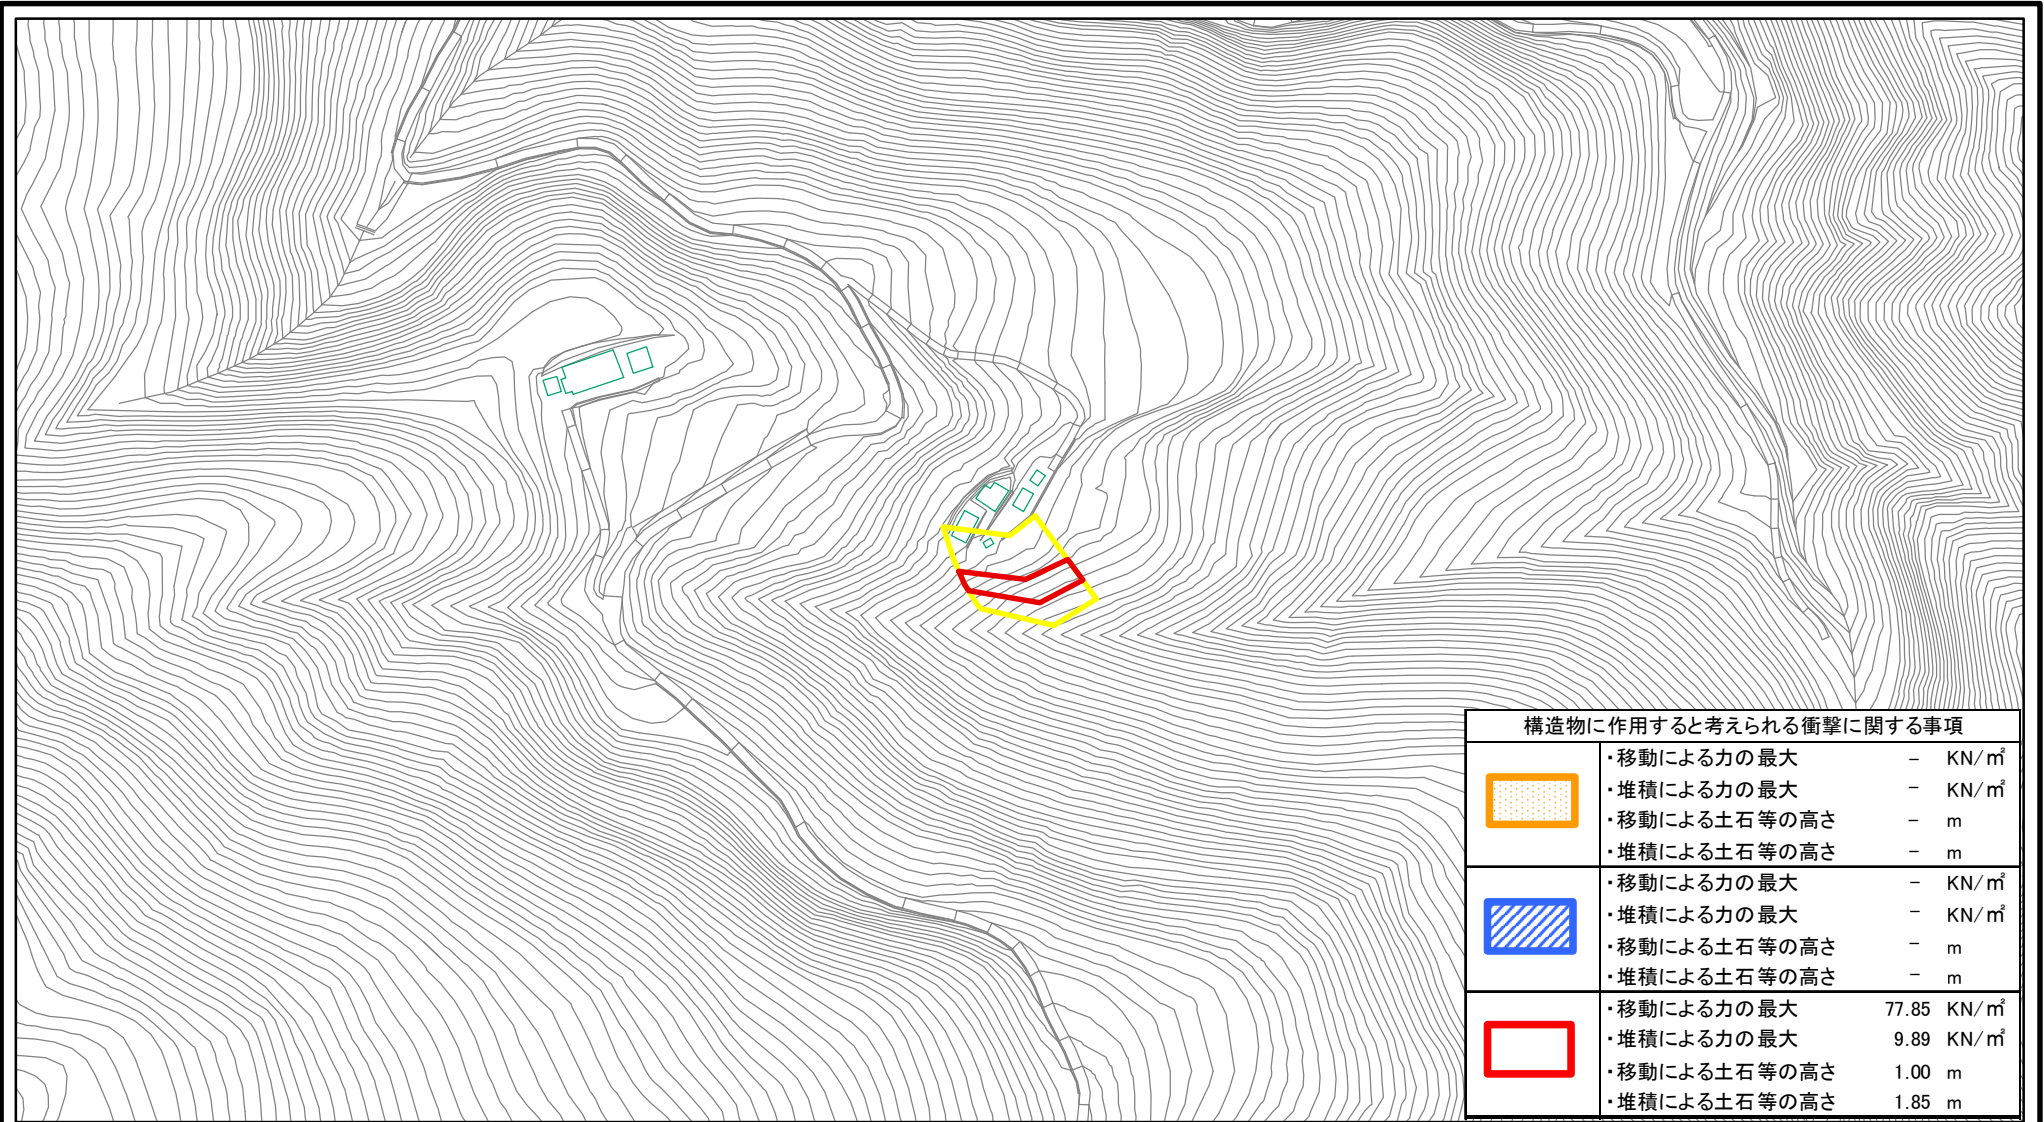 構造物に作用すると考えられる衝撃に関する事項
・移動による力の最大 － KN/㎡
・堆積による力の最大 － KN/㎡
・移動による土石等の高さ － m
・堆積による土石等の高さ － m
・移動による力の最大 － KN/㎡
・堆積による力の最大 － KN/㎡
・移動による土石等の高さ － m
・堆積による土石等の高さ － m
・移動による力の最大 77.85 KN/㎡
・堆積による力の最大 9.89 KN/㎡
・移動による土石等の高さ 1.00 m
・堆積による土石等の高さ 1.85 m